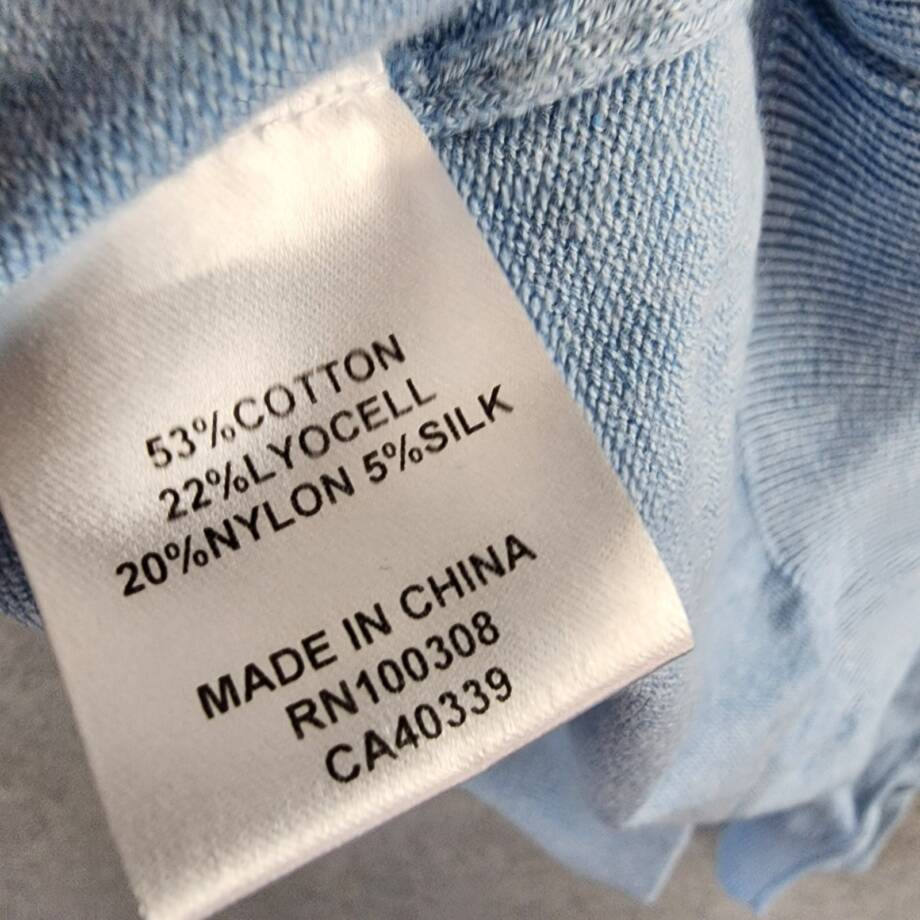 53%COTTON
22%LYOCELL
20%NYLON 5%SILK
MADE IN CHINA
RN100308
CA40339